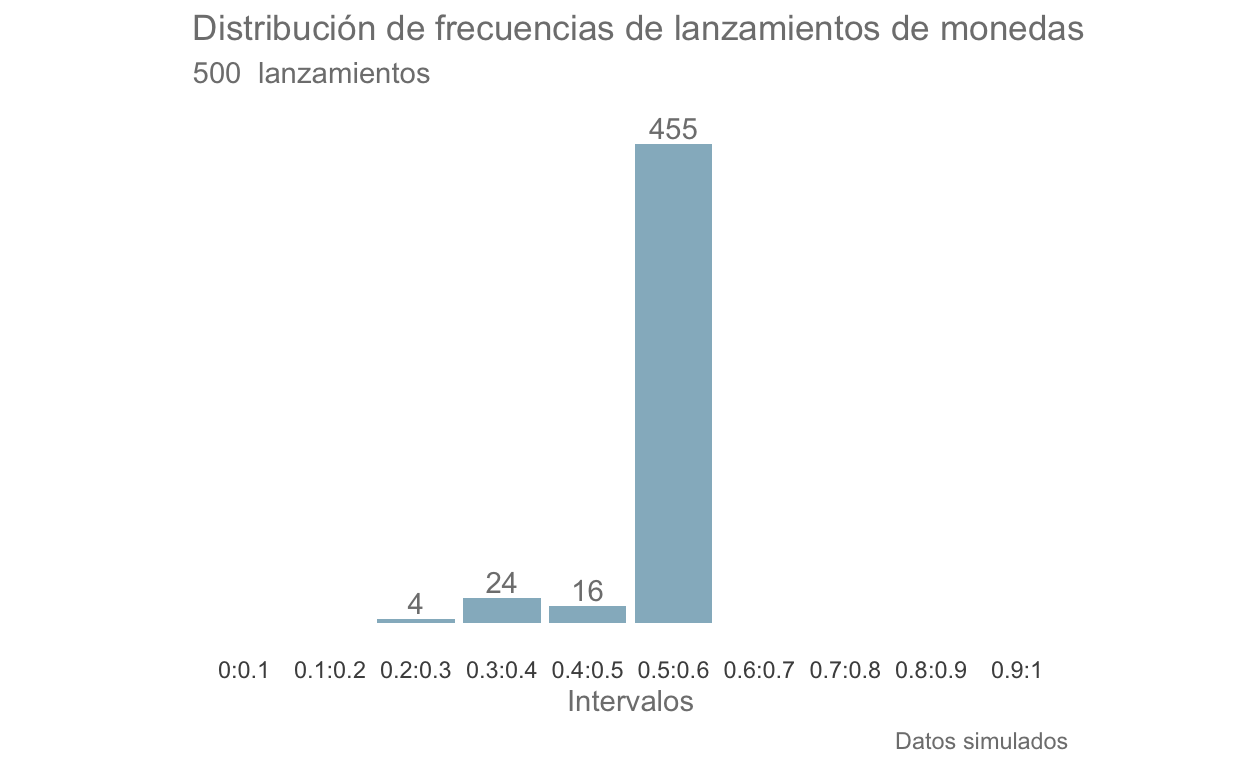 Distribución de frecuencias de lanzamientos de monedas
500  lanzamientos
455
24
16
4
0:0.1 0.1:0.2 0.2:0.3 0.3:0.4 0.4:0.5 0.5:0.6 0.6:0.7 0.7:0.8 0.8:0.9 0.9:1
Intervalos
Datos simulados